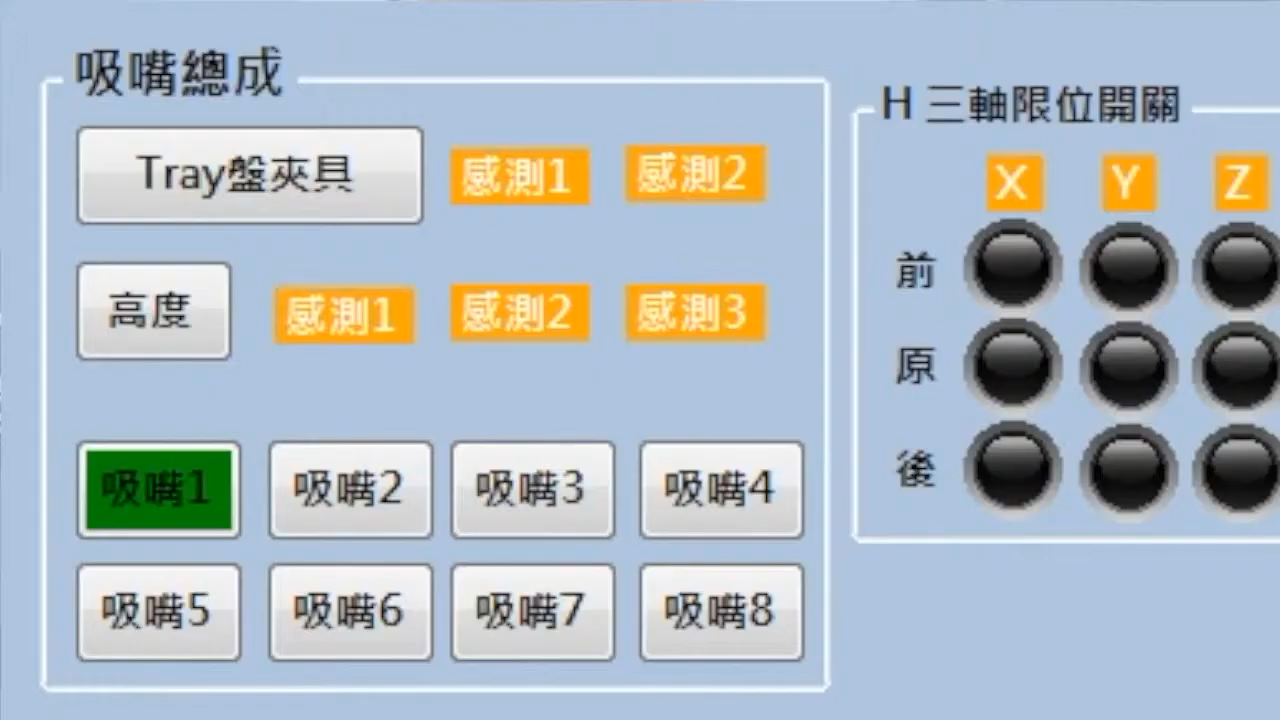 吸嘴總成
Tray盤夾具 感測1 感測2
高度 感測1 感測2 感測3
吸嘴1 吸嘴2 吸嘴3 吸嘴4
吸嘴5 吸嘴6 吸嘴7 吸嘴8
H 三軸限位開關
X Y Z
前
原
後